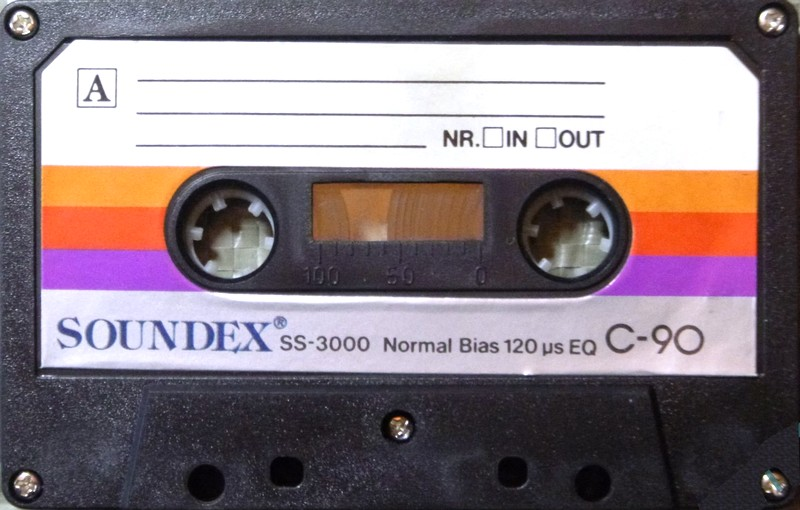 A
NR. IN OUT
100 50 0
SOUNDEX® SS-3000 Normal Bias 120 µs EQ C-90